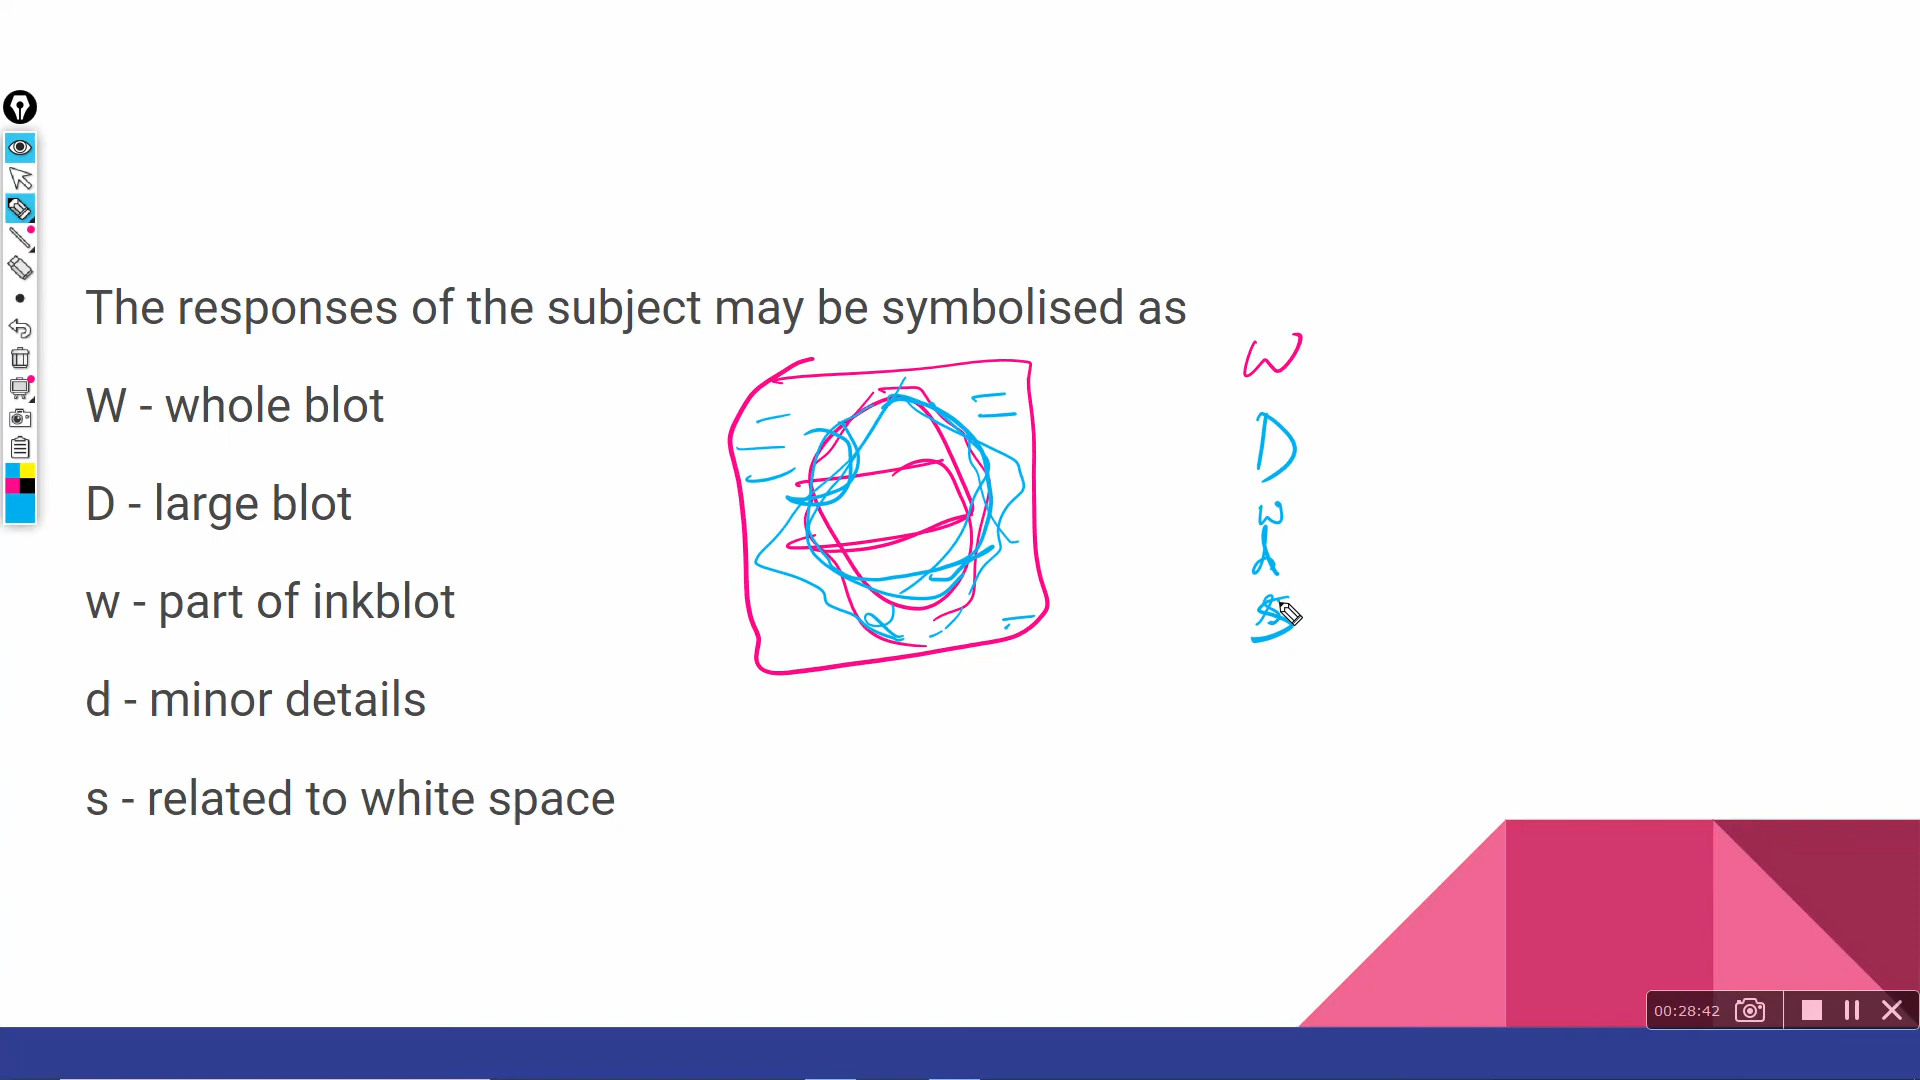 The responses of the subject may be symbolised as
W - whole blot
D - large blot
w - part of inkblot
d - minor details
s - related to white space
W
D
w
d
s
00:28:42